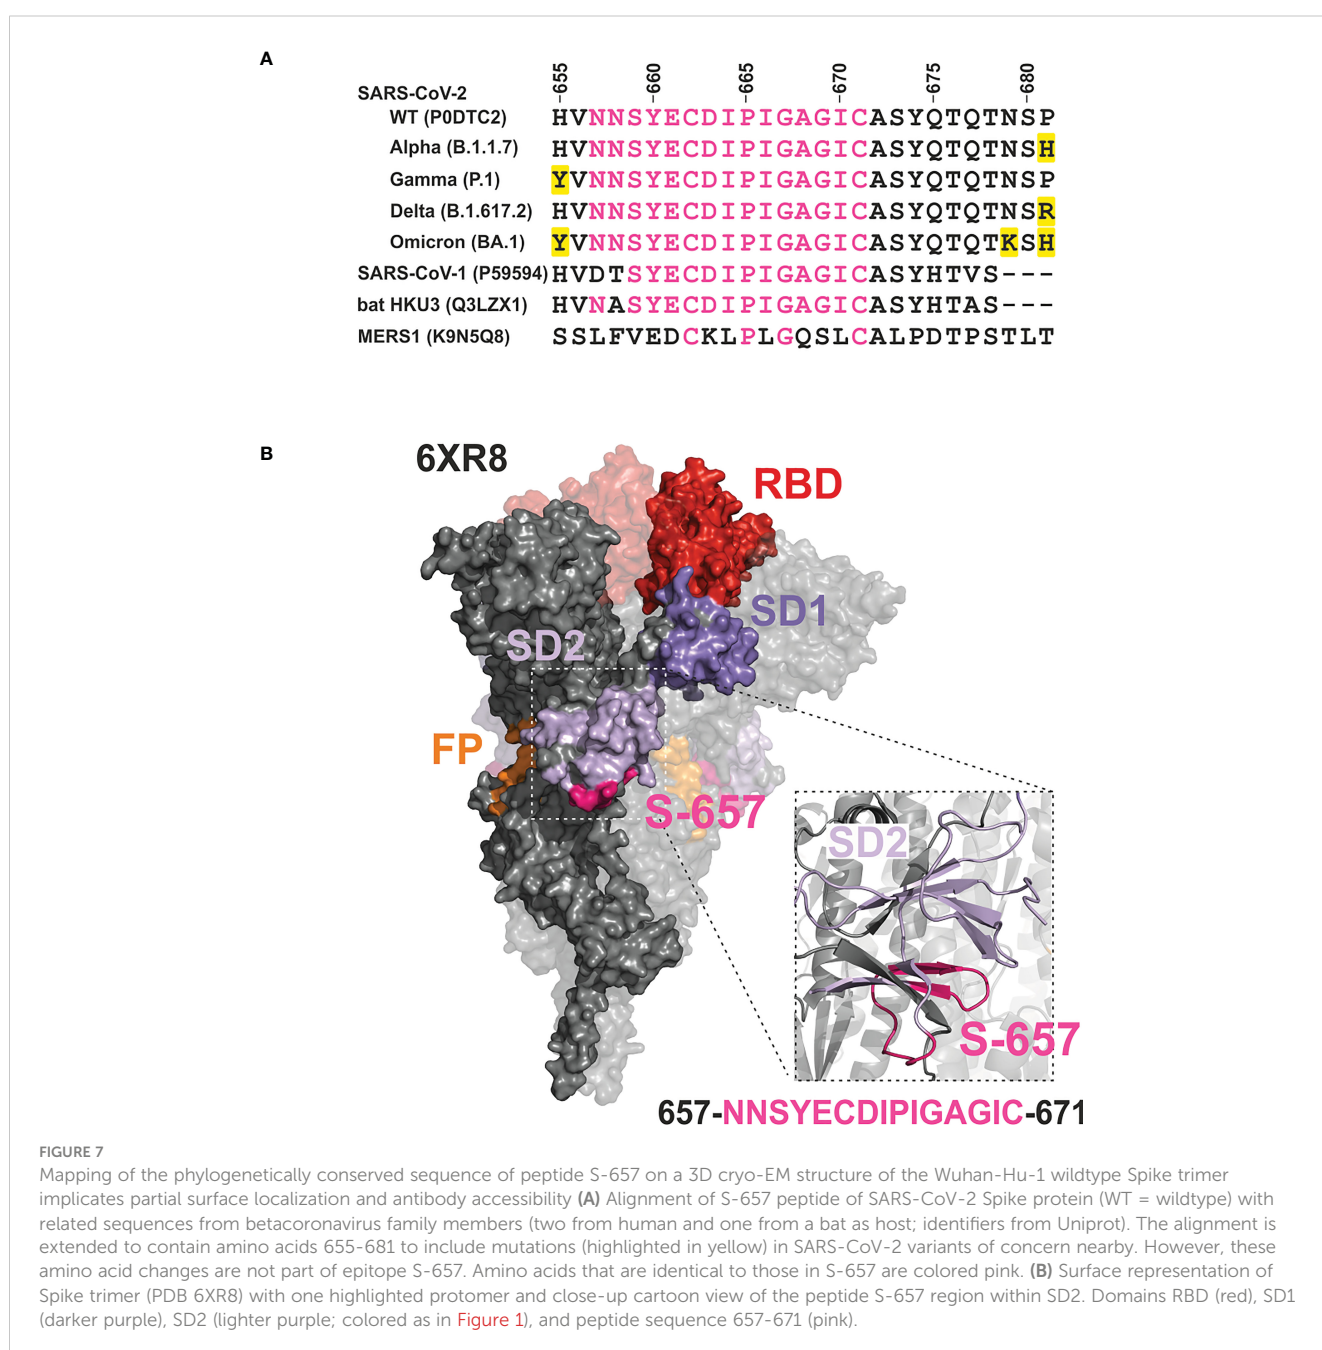 A
-655 -660 -665 -670 -675 -680
SARS-CoV-2
WT (P0DTC2) HVNNSYECDIPIGAGICASYQTQTNSP
Alpha (B.1.1.7) HVNNSYECDIPIGAGICASYQTQTNSH
Gamma (P.1) YVNNSYECDIPIGAGICASYQTQTNSP
Delta (B.1.617.2) HVNNSYECDIPIGAGICASYQTQTNSR
Omicron (BA.1) YVNNSYECDIPIGAGICASYQTQTKSH
SARS-CoV-1 (P59594) HVDTSYECDIPIGAGICASYHTVS---
bat HKU3 (Q3LZX1) HVNASYECDIPIGAGICASYHTAS---
MERS1 (K9N5Q8) SSLFVEDCKLPLGQSLCALPDTPSTLT
B
6XR8
RBD
SD1
SD2
FP
S-657
SD2
S-657
657-NNSYECDIPIGAGIC-671
FIGURE 7
Mapping of the phylogenetically conserved sequence of peptide S-657 on a 3D cryo-EM structure of the Wuhan-Hu-1 wildtype Spike trimer
implicates partial surface localization and antibody accessibility (A) Alignment of S-657 peptide of SARS-CoV-2 Spike protein (WT = wildtype) with
related sequences from betacoronavirus family members (two from human and one from a bat as host; identifiers from Uniprot). The alignment is
extended to contain amino acids 655-681 to include mutations (highlighted in yellow) in SARS-CoV-2 variants of concern nearby. However, these
amino acid changes are not part of epitope S-657. Amino acids that are identical to those in S-657 are colored pink. (B) Surface representation of
Spike trimer (PDB 6XR8) with one highlighted protomer and close-up cartoon view of the peptide S-657 region within SD2. Domains RBD (red), SD1
(darker purple), SD2 (lighter purple; colored as in Figure 1), and peptide sequence 657-671 (pink).